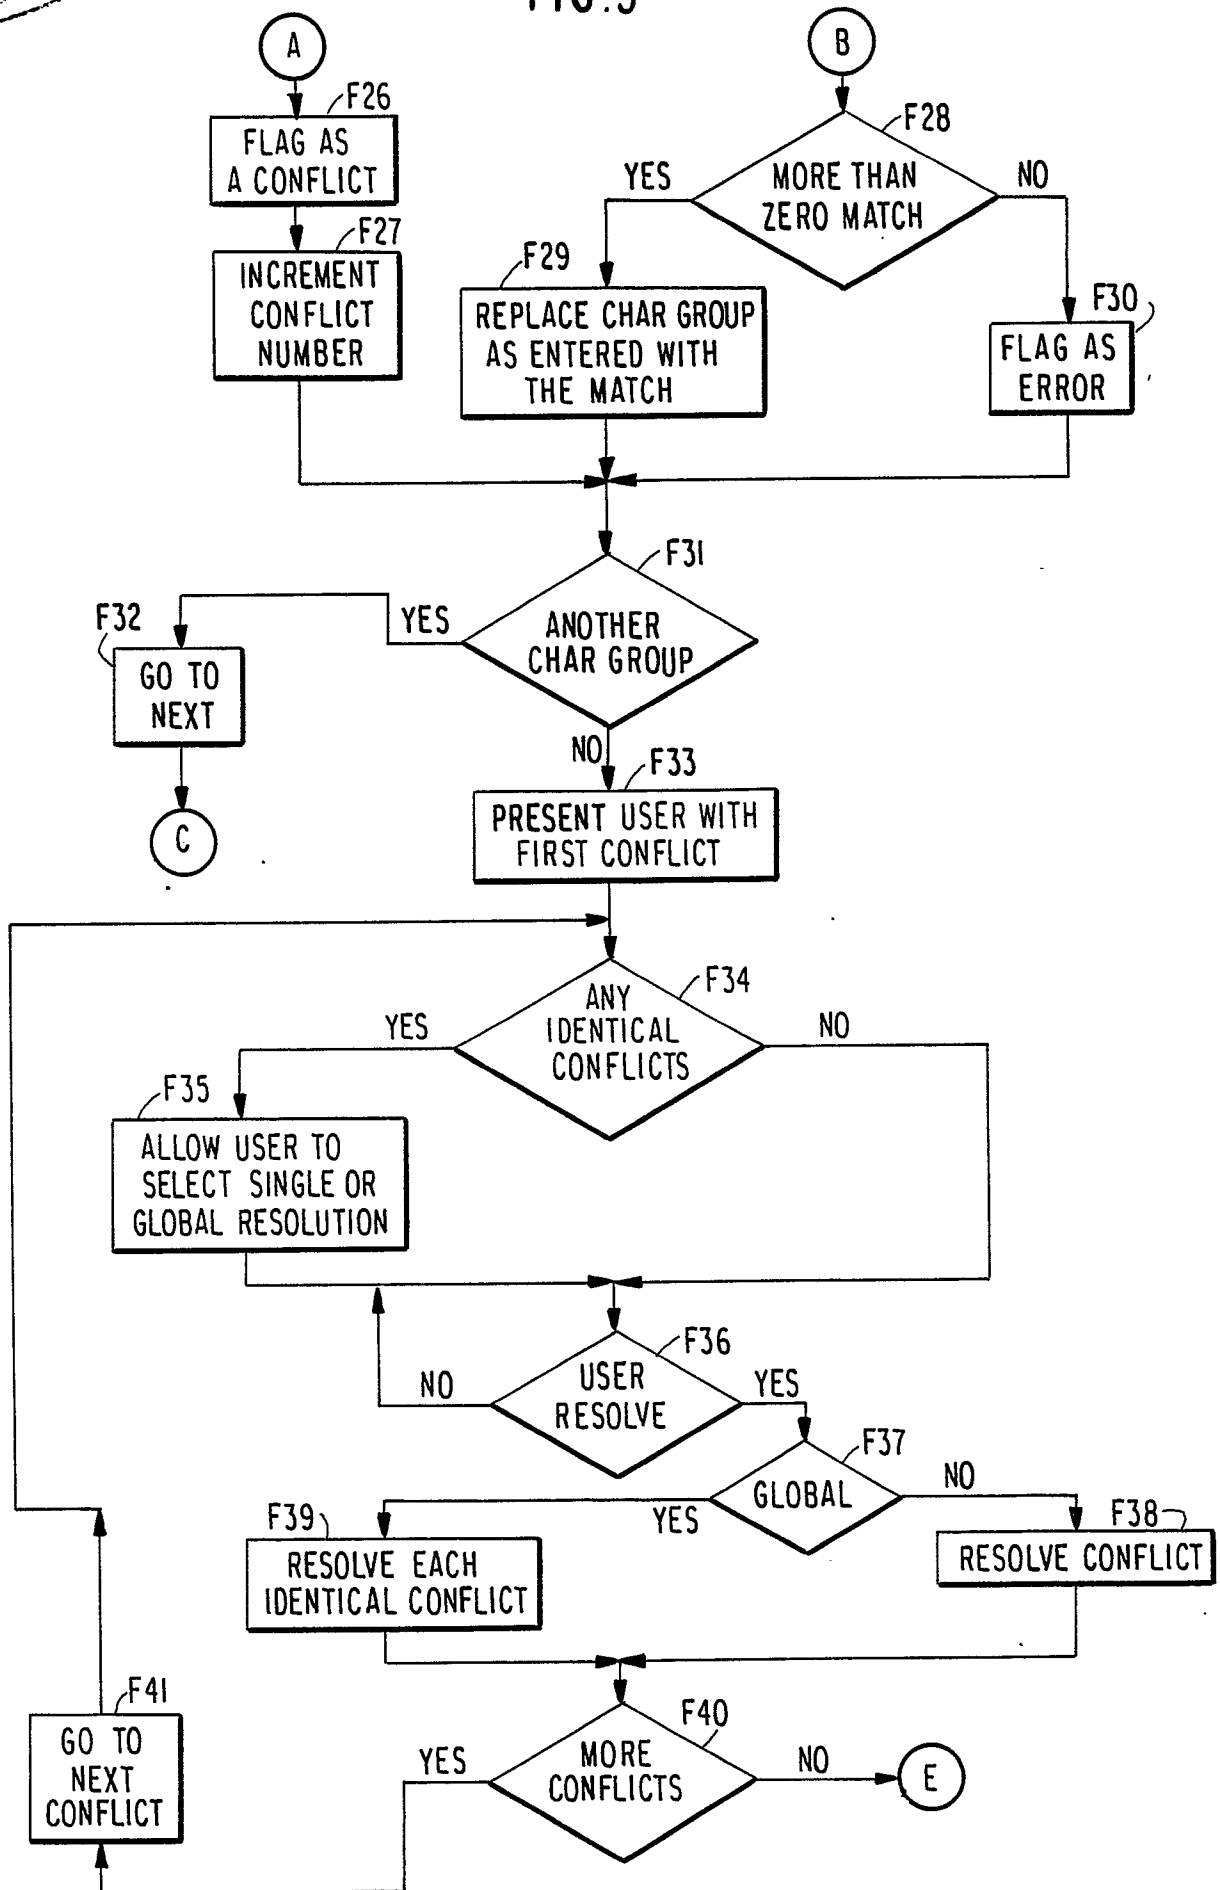 FIG.5
A
B
F26
FLAG AS
A CONFLICT
F28
MORE THAN
ZERO MATCH
YES
NO
F27
INCREMENT
CONFLICT
NUMBER
F29
REPLACE CHAR GROUP
AS ENTERED WITH
THE MATCH
F30
FLAG AS
ERROR
F31
ANOTHER
CHAR GROUP
YES
F32
GO TO
NEXT
NO
F33
PRESENT USER WITH
FIRST CONFLICT
C
F34
ANY
IDENTICAL
CONFLICTS
YES
NO
F35
ALLOW USER TO
SELECT SINGLE OR
GLOBAL RESOLUTION
F36
USER
RESOLVE
NO
YES
F37
GLOBAL
NO
YES
F39
RESOLVE EACH
IDENTICAL CONFLICT
F38
RESOLVE CONFLICT
F41
GO TO
NEXT
CONFLICT
F40
MORE
CONFLICTS
YES
NO
E